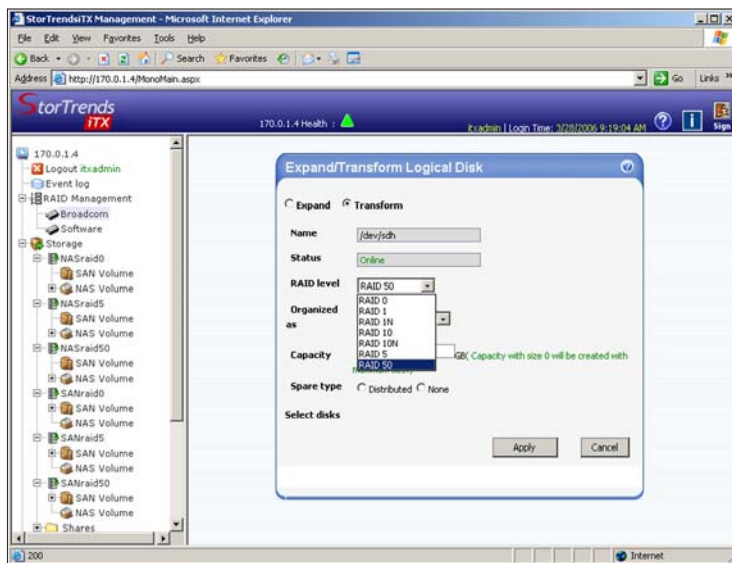 StorTrendsiTX Management - Microsoft Internet Explorer
File Edit View Favorites Tools Help
Back Search Favorites
Address http://170.0.1.4/MonoMain.aspx Go Links »
StorTrends
iTX
170.0.1.4 Health :
itxadmin | Login Time: 3/28/2006 9:19:04 AM
Sign
170.0.1.4
Logout itxadmin
Event log
RAID Management
Broadcom
Software
Storage
NASraid0
SAN Volume
NAS Volume
NASraid5
SAN Volume
NAS Volume
NASraid50
SAN Volume
NAS Volume
SANraid0
SAN Volume
NAS Volume
SANraid5
SAN Volume
NAS Volume
SANraid50
SAN Volume
NAS Volume
Shares
Expand/Transform Logical Disk
Expand Transform
Name /dev/sdh
Status Online
RAID level RAID 50
RAID 0
RAID 1
RAID 1N
RAID 10
RAID 10N
RAID 5
RAID 50
Organized
as
Capacity GB( Capacity with size 0 will be created with
Spare type Distributed None
Select disks
Apply Cancel
200 Internet